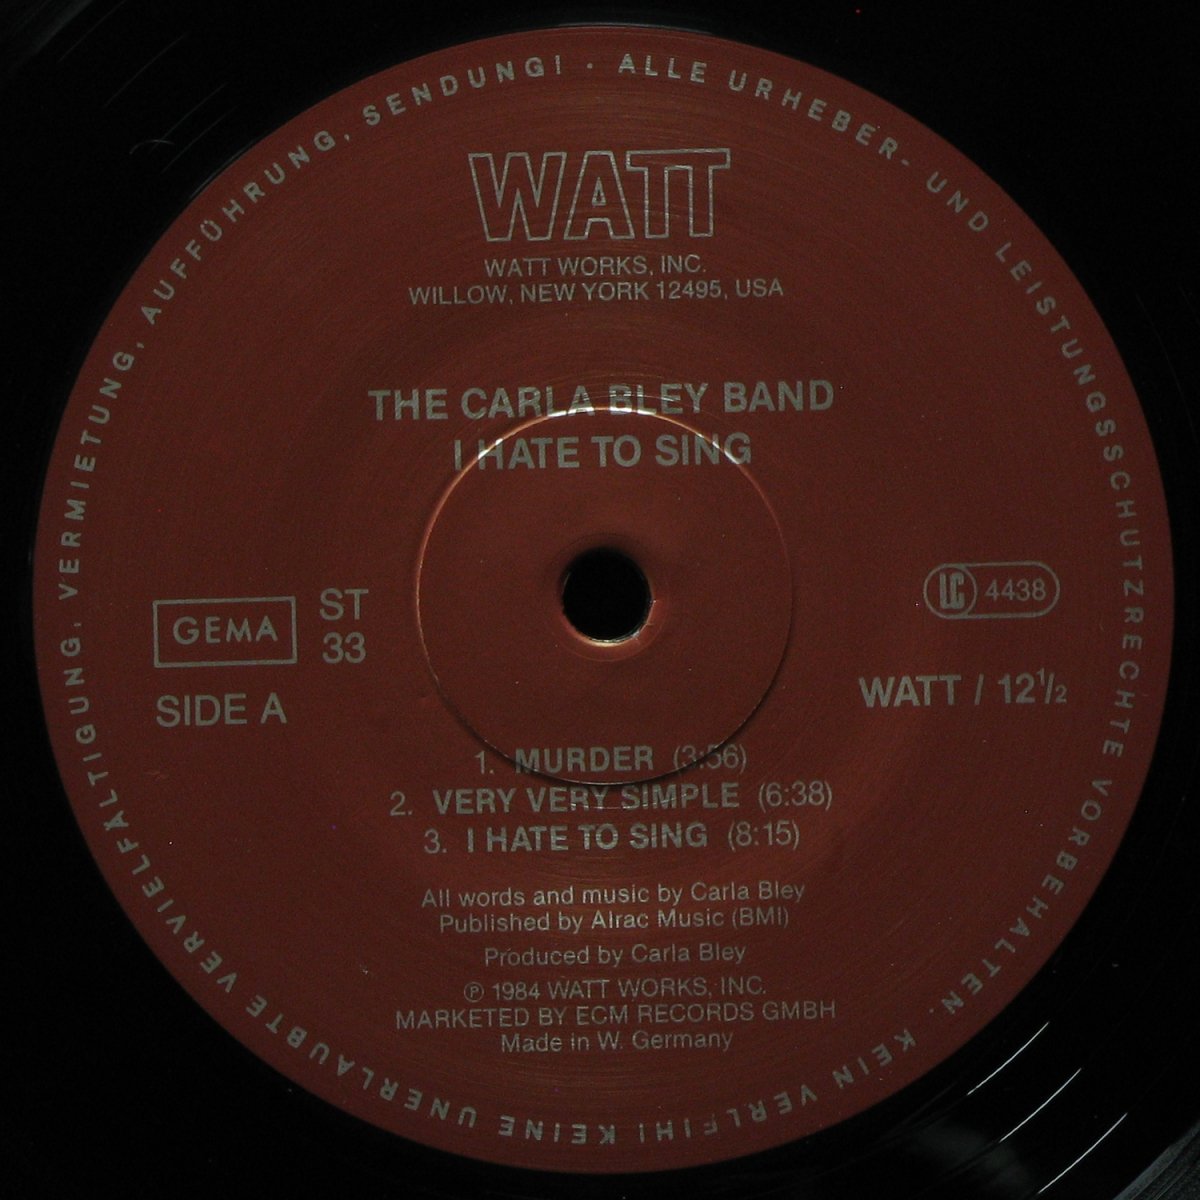 ALLE URHEBER- UND LEISTUNGSSCHUTZRECHTE VORBEHALTEN · KEIN VERLEIH! KEINE UNERLAUBTE VERVIELFÄLTIGUNG, VERMIETUNG, AUFFÜHRUNG, SENDUNG! ·
WATT
WATT WORKS, INC.
WILLOW, NEW YORK 12495, USA
THE CARLA BLEY BAND
I HATE TO SING
GEMA
ST
33
SIDE A
LC 4438
WATT / 12½
1. MURDER (3:56)
2. VERY VERY SIMPLE (6:38)
3. I HATE TO SING (8:15)
All words and music by Carla Bley
Published by Alrac Music (BMI)
Produced by Carla Bley
℗ 1984 WATT WORKS, INC.
MARKETED BY ECM RECORDS GMBH
Made in W. Germany